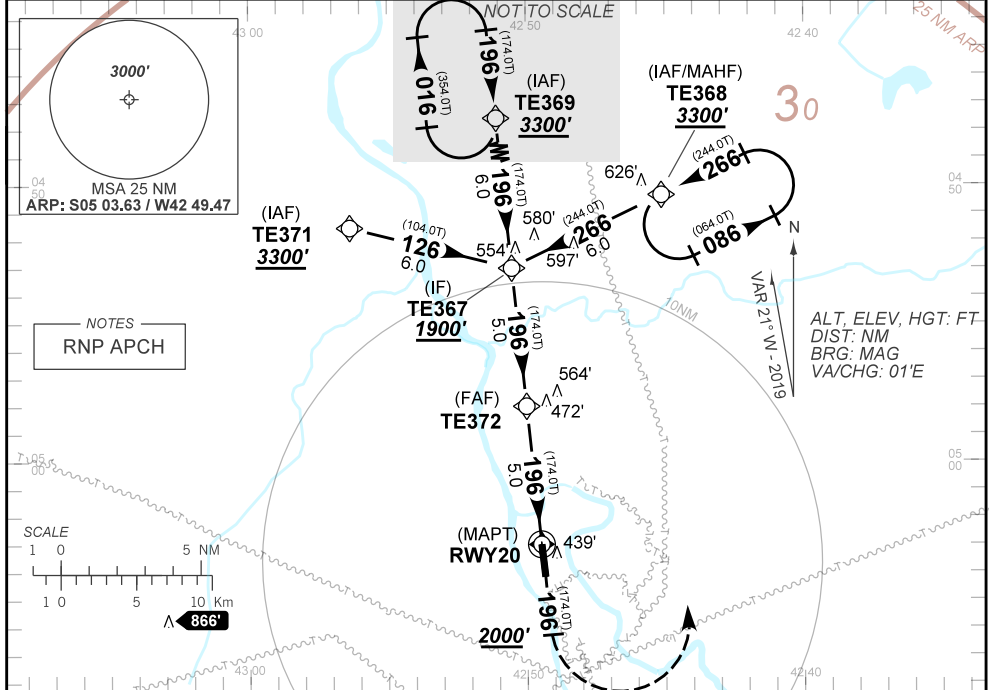 NOT TO SCALE
43 00
42 50
42 40
25 NM ARP
3000'
MSA 25 NM
ARP: S05 03.63 / W42 49.47
196
(174.0T)
016
(354.0T)
(IAF)
TE369
3300'
(IAF/MAHF)
TE368
3300'
30
04
50
04
50
626'
(244.0T)
266
(064.0T)
086
196
(174.0T)
6.0
580'
(244.0T)
266
6.0
597'
554'
(IAF)
TE371
3300'
(104.0T)
126
6.0
(IF)
TE367
1900'
N
VAR 21° W - 2019
10NM
NOTES
RNP APCH
ALT, ELEV, HGT: FT
DIST: NM
BRG: MAG
VA/CHG: 01'E
196
(174.0T)
5.0
564'
472'
(FAF)
TE372
05
00
05
00
196
(174.0T)
5.0
(MAPT)
RWY20
439'
SCALE
1 0 5 NM
1 0 5 10 Km
866'
196
(174.0T)
2000'
43 00
42 50
42 40